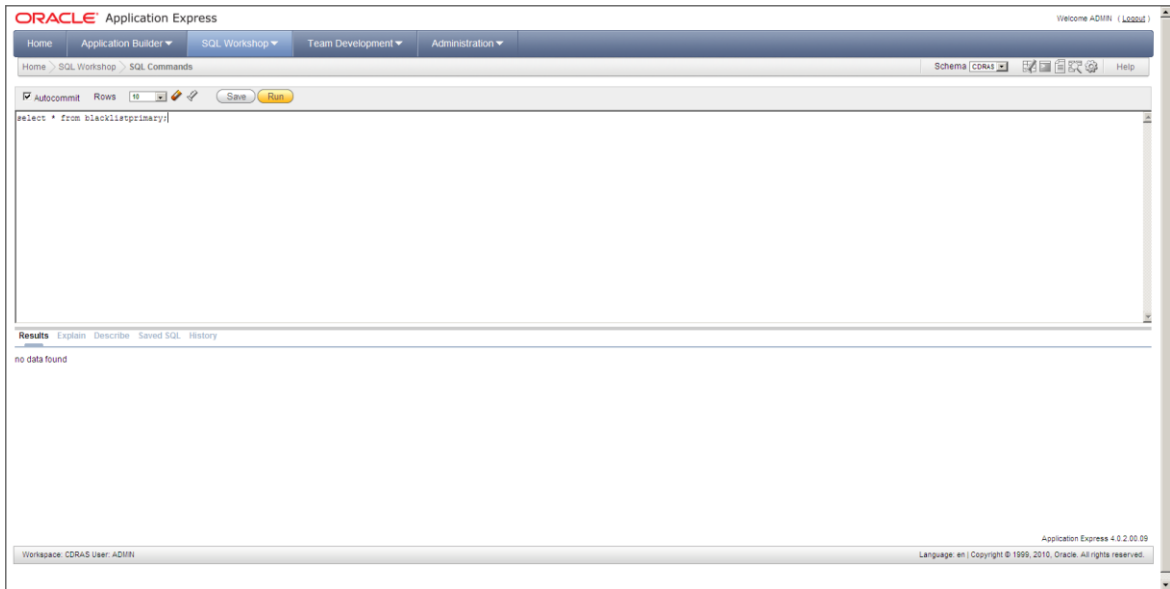 ORACLE Application Express
Welcome ADMIN ( Logout )
Home Application Builder SQL Workshop Team Development Administration
Home SQL Workshop SQL Commands Schema CDRAS Help
Autocommit Rows 10 Save Run
select * from blacklistprimary;
Results Explain Describe Saved SQL History
no data found
Application Express 4.0.2.00.09
Workspace: CDRAS User: ADMIN Language: en | Copyright © 1999, 2010, Oracle. All rights reserved.